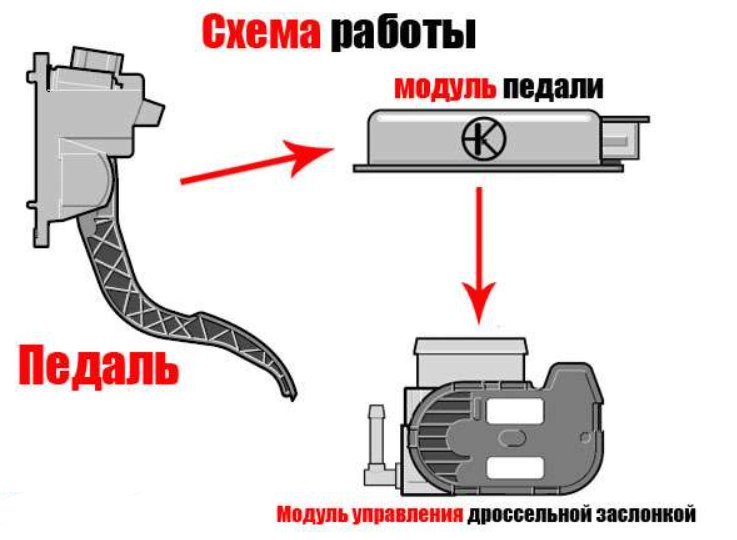 Схема работы
модуль педали
Педаль
Модуль управления дроссельной заслонкой